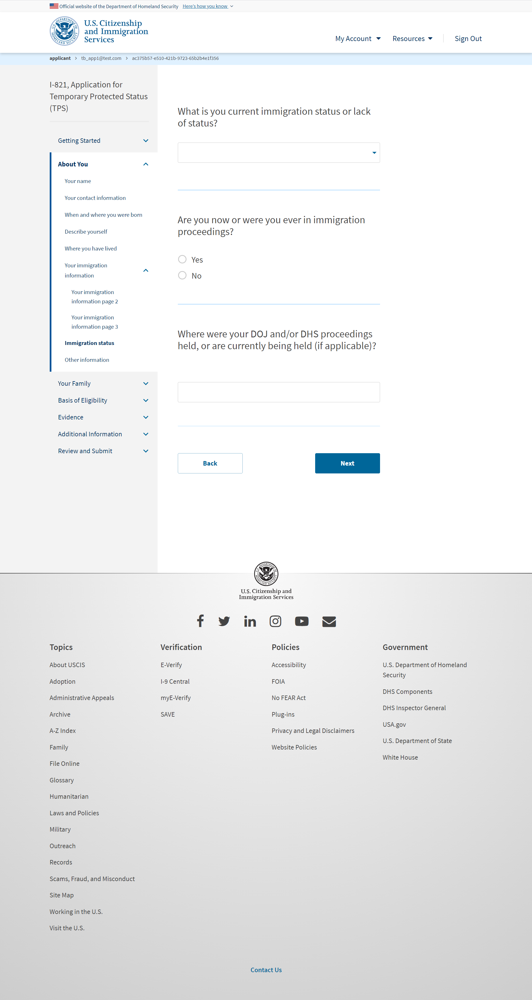 Official website of the Department of Homeland Security Here's how you know
U.S. Citizenship
and Immigration
Services
My Account Resources Sign Out
applicant > tb_app1@test.com > ac375b57-e510-421b-9723-65b2b4e1f356
I-821, Application for
Temporary Protected Status
(TPS)
Getting Started
About You
Your name
Your contact information
When and where you were born
Describe yourself
Where you have lived
Your immigration
information
Your immigration
information page 2
Your immigration
information page 3
Immigration status
Other information
Your Family
Basis of Eligibility
Evidence
Additional Information
Review and Submit
What is you current immigration status or lack
of status?
Are you now or were you ever in immigration
proceedings?
Yes
No
Where were your DOJ and/or DHS proceedings
held, or are currently being held (if applicable)?
Back
Next
U.S. DEPARTMENT OF HOMELAND SECURITY
U.S. Citizenship and
Immigration Services
Topics
About USCIS
Adoption
Administrative Appeals
Archive
A-Z Index
Family
File Online
Glossary
Humanitarian
Laws and Policies
Military
Outreach
Records
Scams, Fraud, and Misconduct
Site Map
Working in the U.S.
Visit the U.S.
Verification
E-Verify
I-9 Central
myE-Verify
SAVE
Policies
Accessibility
FOIA
No FEAR Act
Plug-ins
Privacy and Legal Disclaimers
Website Policies
Government
U.S. Department of Homeland
Security
DHS Components
DHS Inspector General
USA.gov
U.S. Department of State
White House
Contact Us